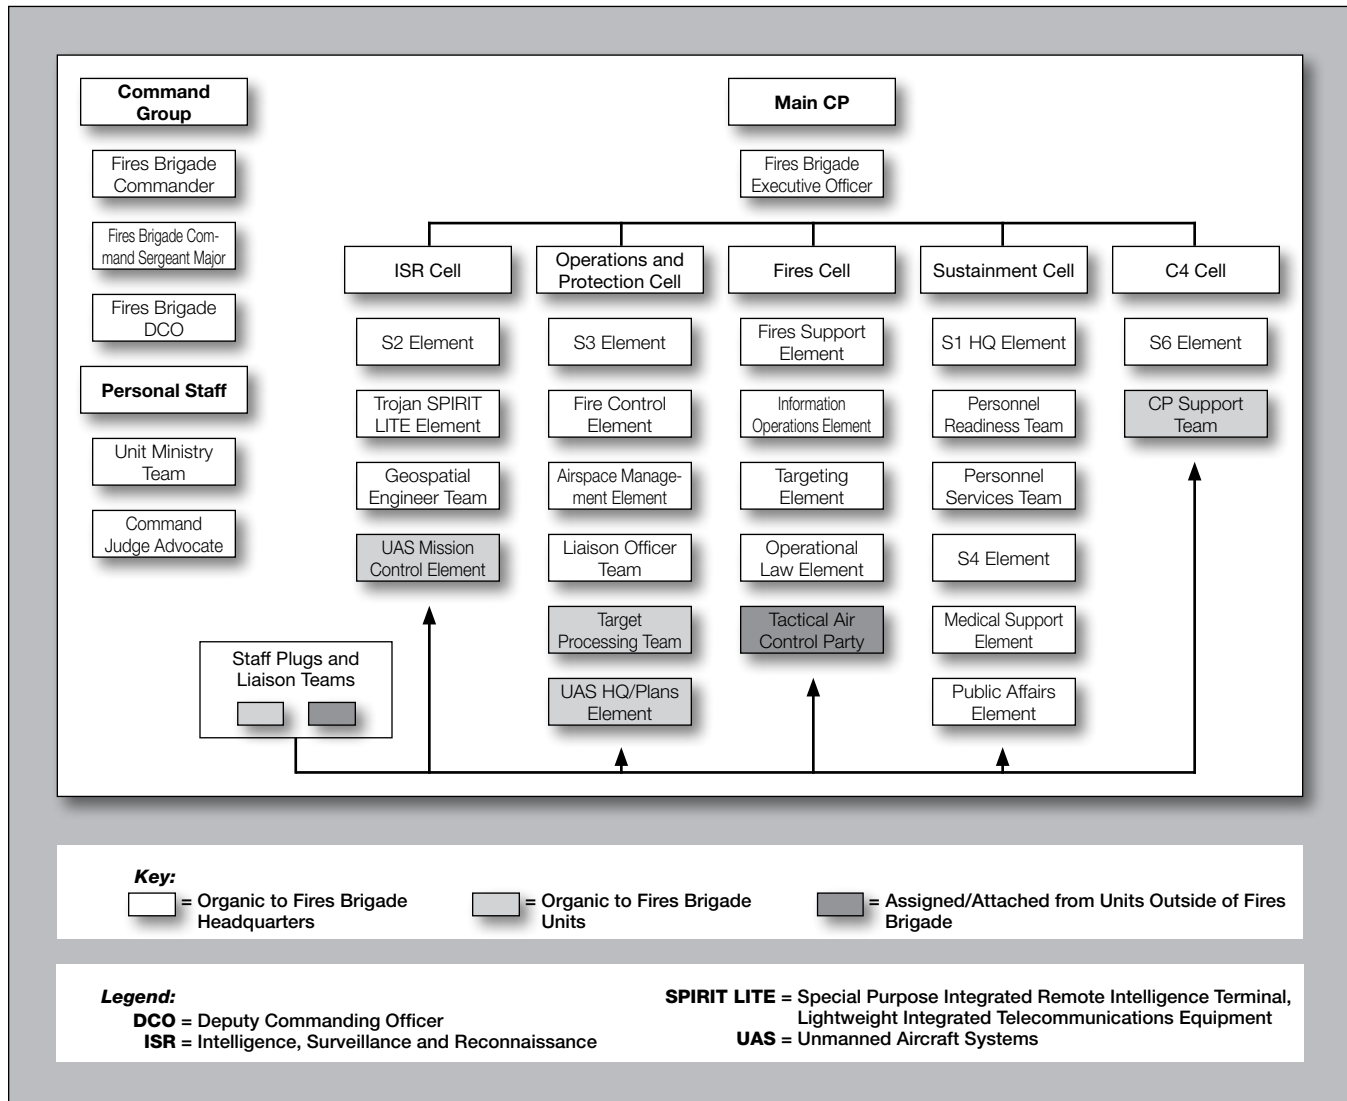 Command
Group
Fires Brigade
Commander
Fires Brigade Com-
mand Sergeant Major
Fires Brigade
DCO
Personal Staff
Unit Ministry
Team
Command
Judge Advocate
Main CP
Fires Brigade
Executive Officer
ISR Cell
S2 Element
Trojan SPIRIT
LITE Element
Geospatial
Engineer Team
UAS Mission
Control Element
Operations and
Protection Cell
S3 Element
Fire Control
Element
Airspace Manage-
ment Element
Liaison Officer
Team
Target
Processing Team
UAS HQ/Plans
Element
Fires Cell
Fires Support
Element
Information
Operations Element
Targeting
Element
Operational
Law Element
Tactical Air
Control Party
Sustainment Cell
S1 HQ Element
Personnel
Readiness Team
Personnel
Services Team
S4 Element
Medical Support
Element
Public Affairs
Element
C4 Cell
S6 Element
CP Support
Team
Staff Plugs and
Liaison Teams
Key:
= Organic to Fires Brigade
Headquarters
= Organic to Fires Brigade
Units
= Assigned/Attached from Units Outside of Fires
Brigade
Legend:
DCO = Deputy Commanding Officer
ISR = Intelligence, Surveillance and Reconnaissance
SPIRIT LITE = Special Purpose Integrated Remote Intelligence Terminal,
Lightweight Integrated Telecommunications Equipment
UAS = Unmanned Aircraft Systems